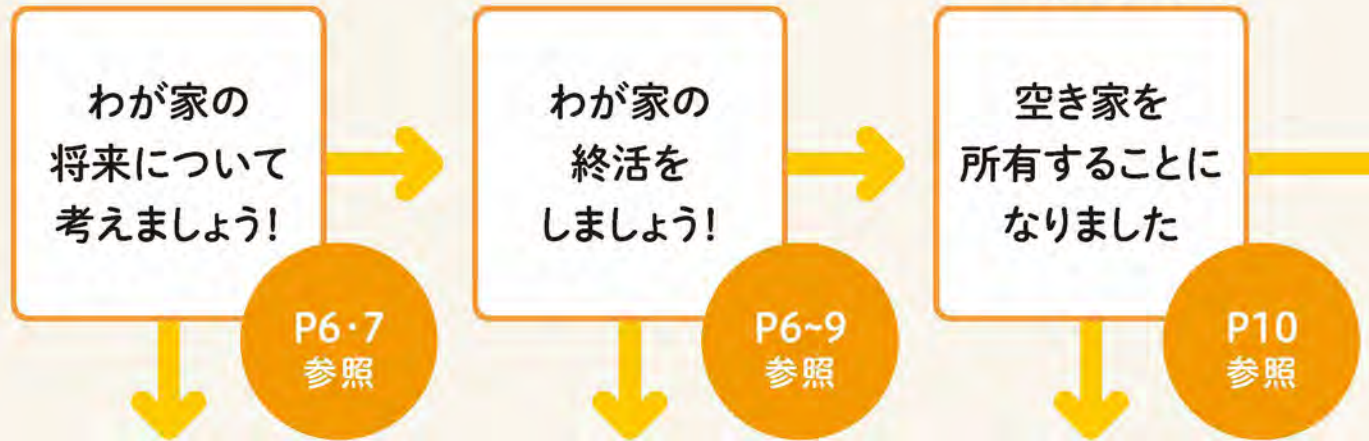 わが家の
将来について
考えましょう!
P6·7
参照
わが家の
終活を
しましょう!
P6~9
参照
空き家を
所有することに
なりました
P10
参照